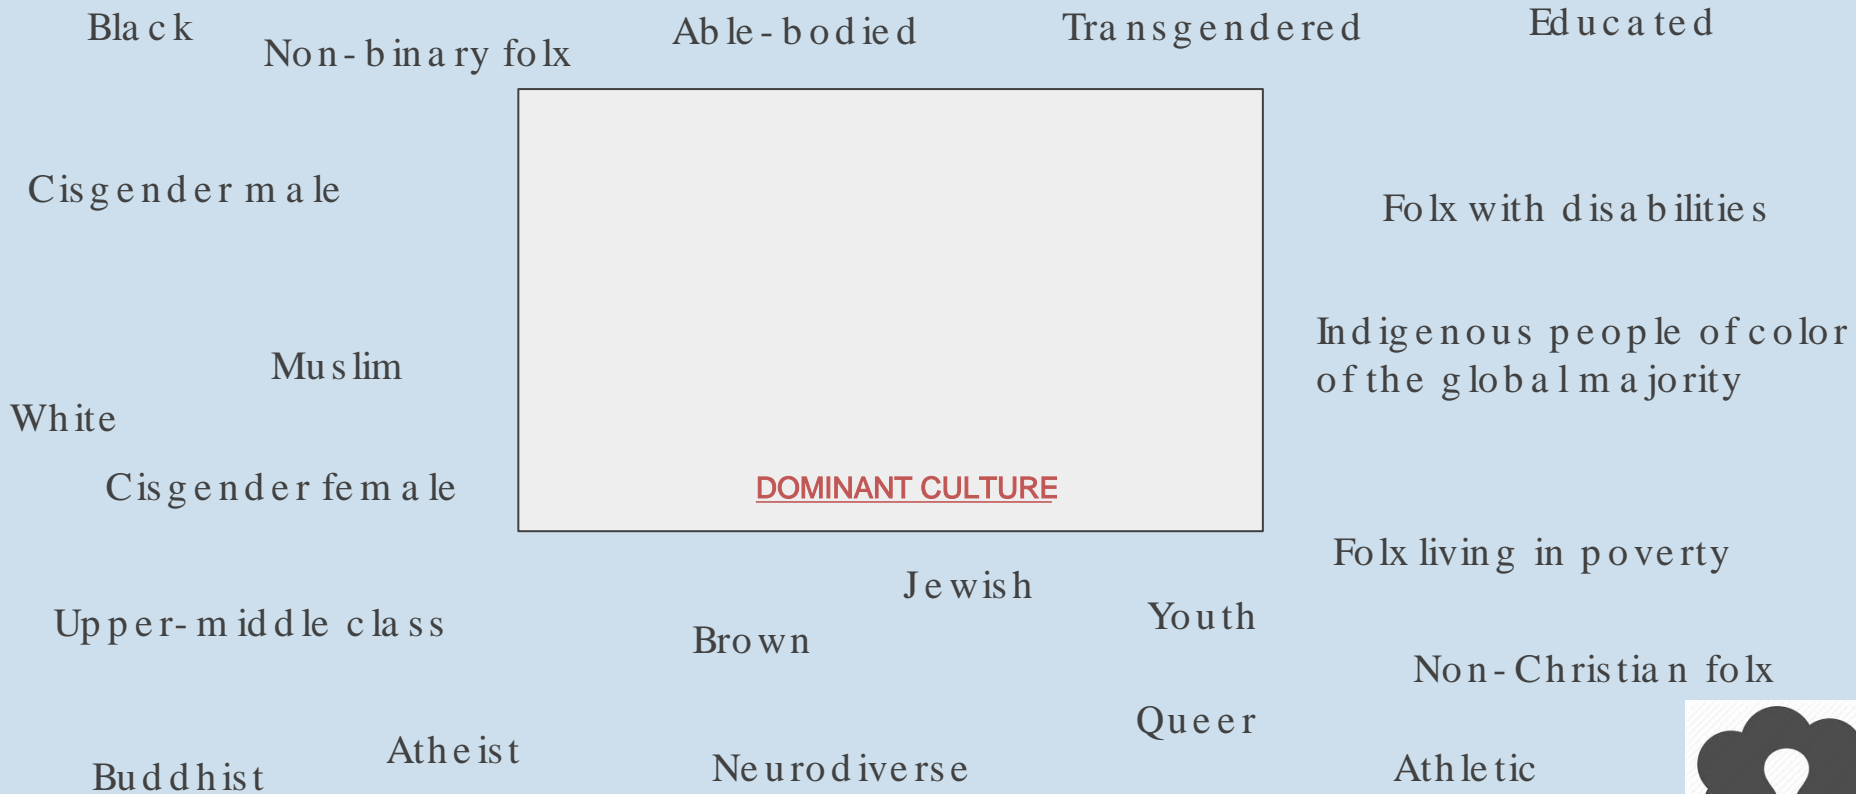 Black
Non-binary folx
Able-bodied
Transgendered
Educated
Cisgender male
Folx with disabilities
Indigenous people of color
of the global majority
Muslim
White
Cisgender female
DOMINANT CULTURE
Folx living in poverty
Jewish
Youth
Upper-middle class
Brown
Non-Christian folx
Queer
Atheist
Buddhist
Neurodiverse
Athletic